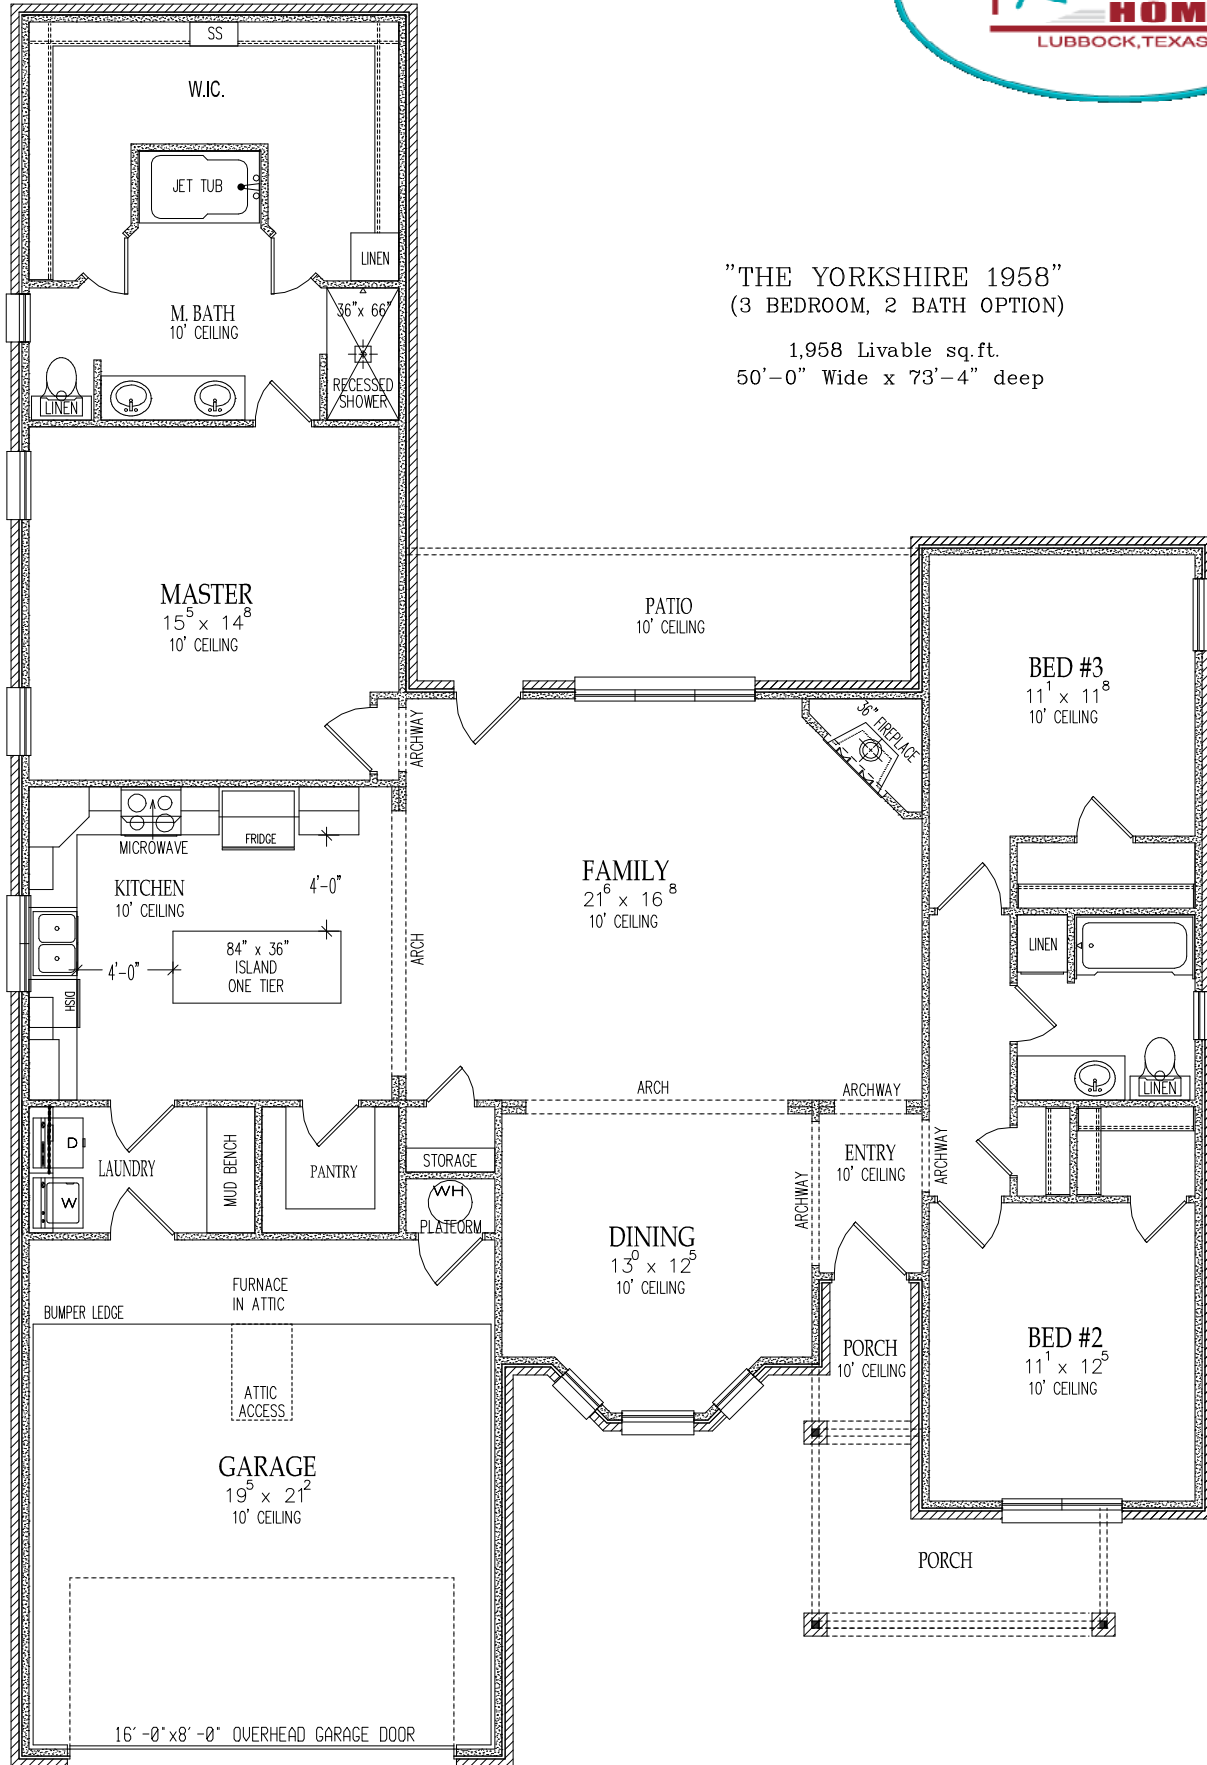 HOM
LUBBOCK, TEXAS
SS
W.IC.
JET TUB
LINEN
"THE YORKSHIRE 1958"
(3 BEDROOM, 2 BATH OPTION)
1,958 Livable sq.ft.
50'-0" Wide x 73'-4" deep
M. BATH
10' CEILING
36"x 66"
RECESSED
SHOWER
LINEN
MASTER
15⁵ x 14⁸
10' CEILING
PATIO
10' CEILING
BED #3
11¹ x 11⁸
10' CEILING
ARCHWAY
36" FIREPLACE
MICROWAVE
FRIDGE
KITCHEN
10' CEILING
4'-0"
FAMILY
21⁶ x 16⁸
10' CEILING
ARCH
84" x 36"
ISLAND
ONE TIER
4'-0"
DISH
LINEN
LINEN
ARCH
ARCHWAY
D
LAUNDRY
W
MUD BENCH
PANTRY
STORAGE
WH
PLATFORM
ENTRY
10' CEILING
ARCHWAY
ARCHWAY
DINING
13⁰ x 12⁵
10' CEILING
FURNACE
IN ATTIC
BUMPER LEDGE
ATTIC
ACCESS
PORCH
10' CEILING
BED #2
11¹ x 12⁵
10' CEILING
GARAGE
19⁵ x 21²
10' CEILING
PORCH
16'-0"x8'-0" OVERHEAD GARAGE DOOR